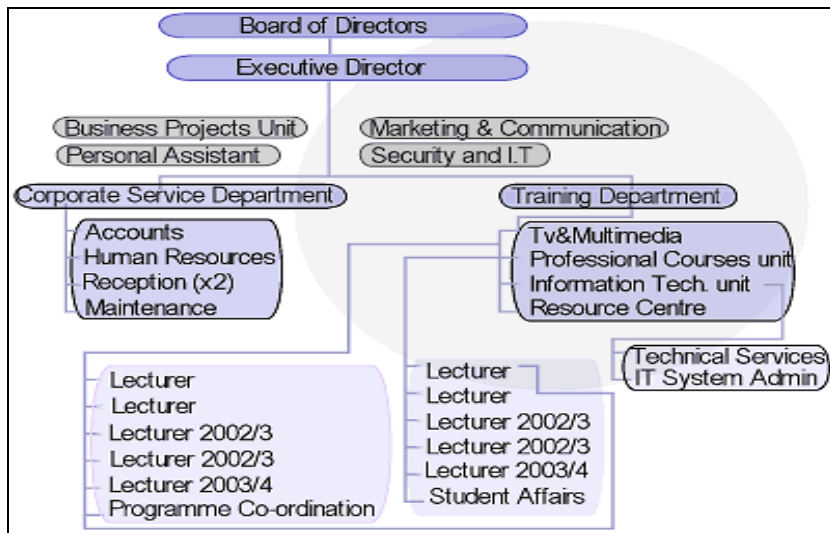 Board of Directors
Executive Director
Business Projects Unit
Marketing & Communication
Personal Assistant
Security and I.T
Corporate Service Department
Training Department
Accounts
Human Resources
Reception (x2)
Maintenance
Tv&Multimedia
Professional Courses unit
Information Tech. unit
Resource Centre
Technical Services
IT System Admin
Lecturer
Lecturer
Lecturer 2002/3
Lecturer 2002/3
Lecturer 2003/4
Programme Co-ordination
Lecturer
Lecturer
Lecturer 2002/3
Lecturer 2002/3
Lecturer 2003/4
Student Affairs